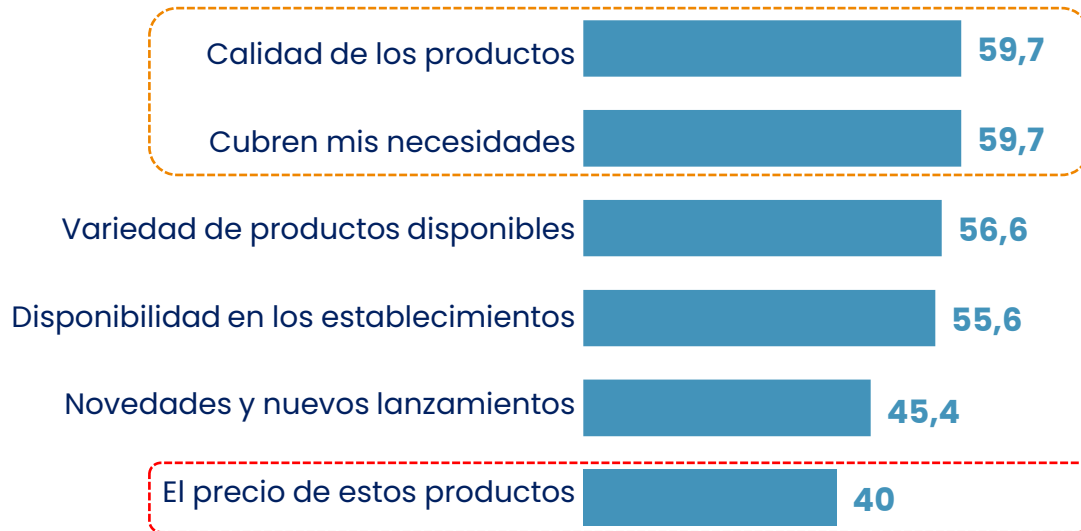 Calidad de los productos 59,7
Cubren mis necesidades 59,7
Variedad de productos disponibles 56,6
Disponibilidad en los establecimientos 55,6
Novedades y nuevos lanzamientos 45,4
El precio de estos productos 40